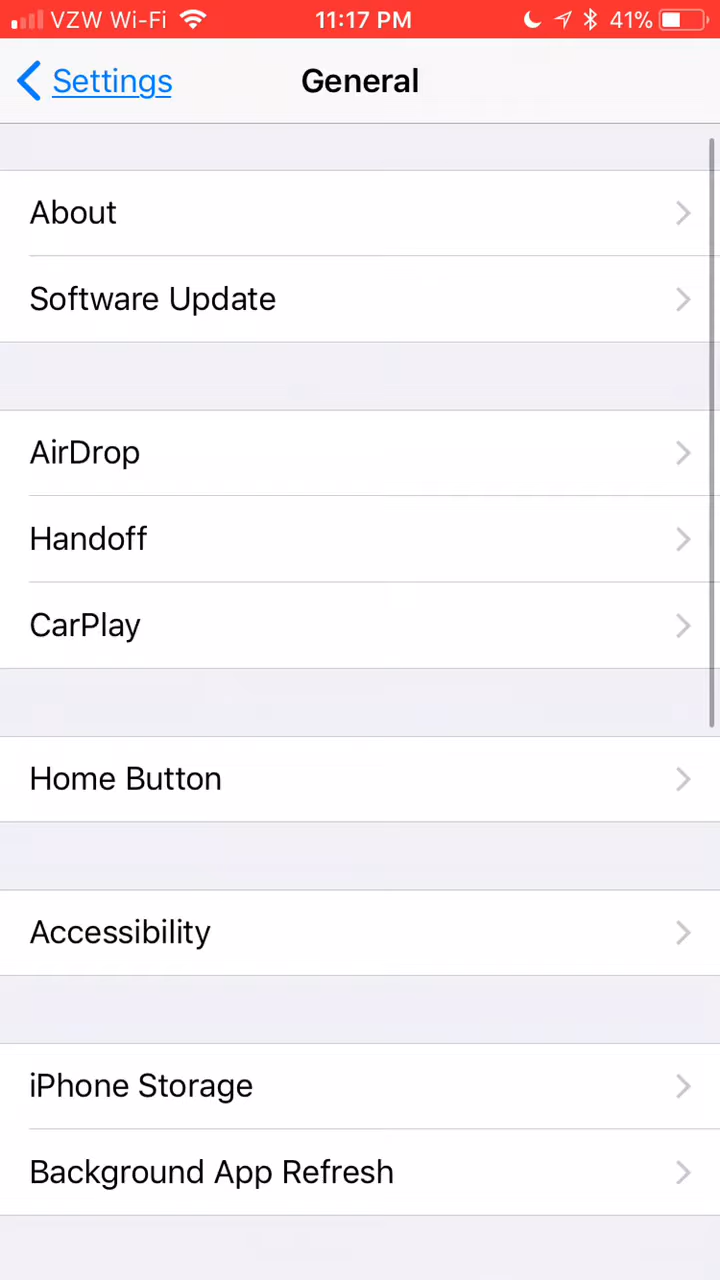 VZW Wi-Fi 11:17 PM 41%
Settings General
About
Software Update
AirDrop
Handoff
CarPlay
Home Button
Accessibility
iPhone Storage
Background App Refresh